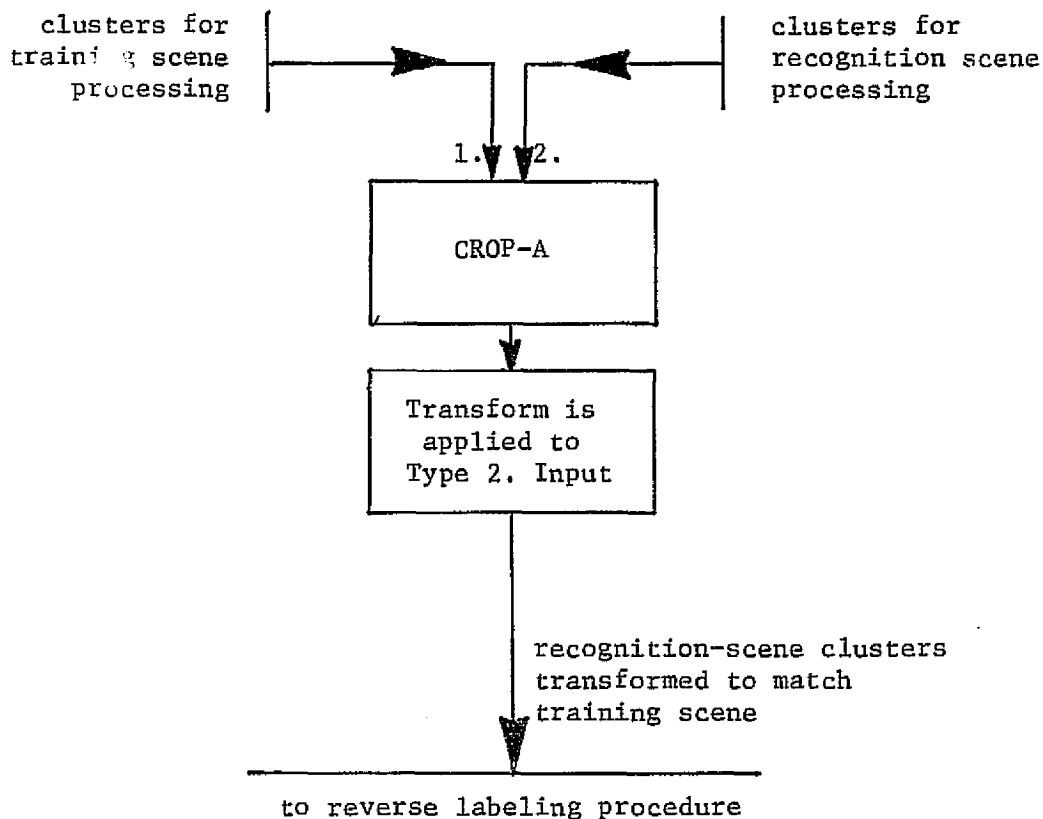 clusters for
training scene
processing
clusters for
recognition scene
processing
1. 2.
CROP-A
Transform is
applied to
Type 2. Input
recognition-scene clusters
transformed to match
training scene
to reverse labeling procedure